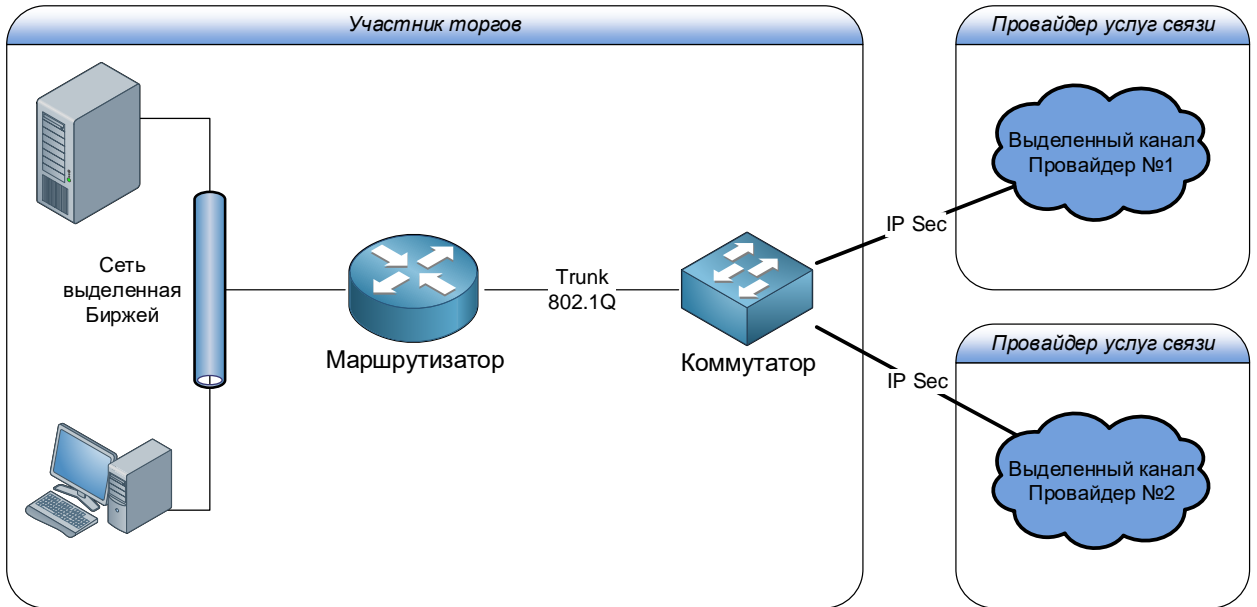 Участник торгов
Провайдер услуг связи
Выделенный канал
Провайдер №1
IP Sec
Сеть
выделенная
Биржей
Trunk
802.1Q
Маршрутизатор
Коммутатор
Провайдер услуг связи
IP Sec
Выделенный канал
Провайдер №2